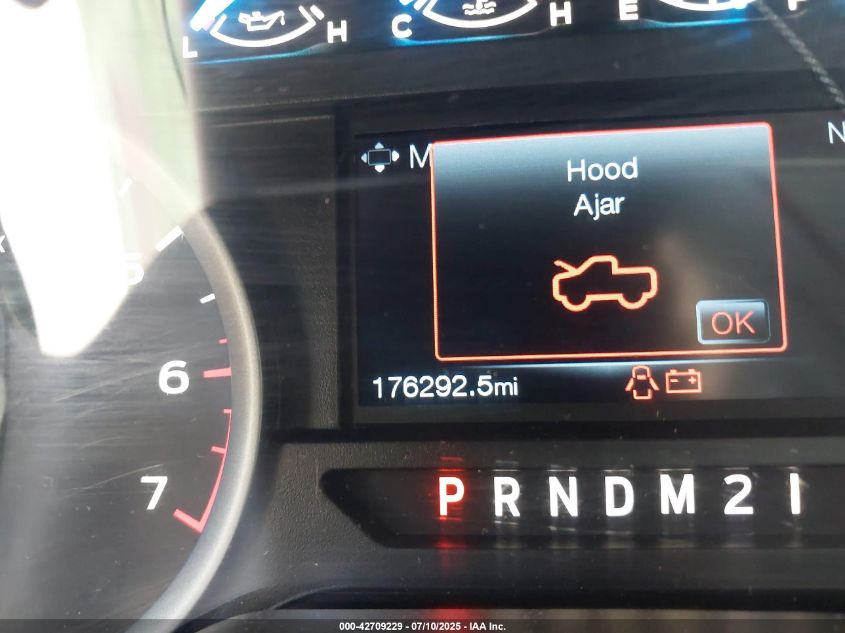 L H C H E F
M N
Hood
Ajar
OK
176292.5mi
5
6
7
P R N D M 2 1
000-42709229 - 07/10/2025 - IAA Inc.